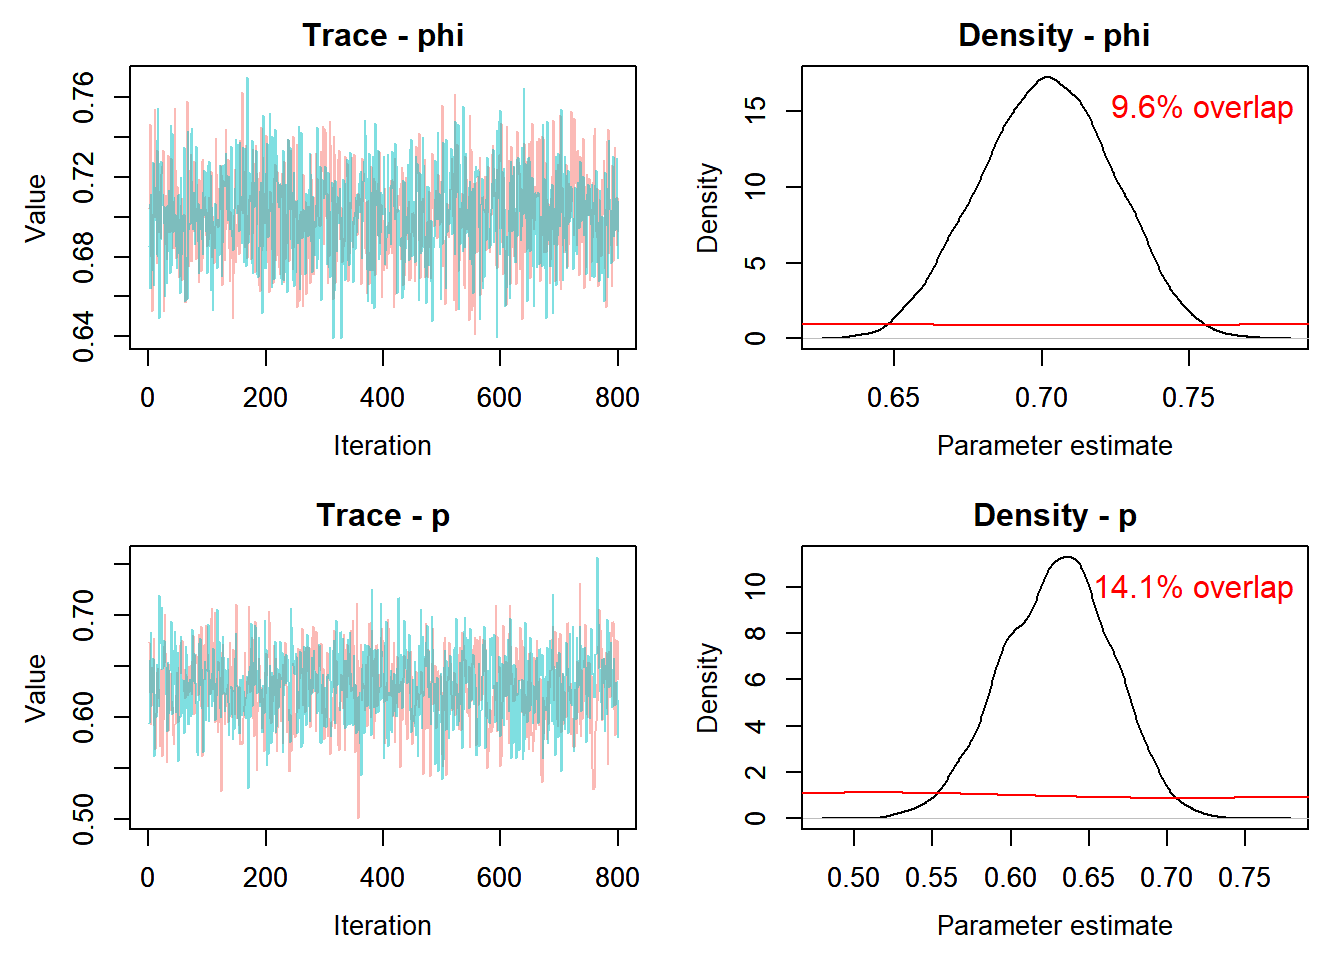 Trace - phi
Value
0.64 0.68 0.72 0.76
0 200 400 600 800
Iteration
Density - phi
9.6% overlap
Density
0 5 10 15
0.65 0.70 0.75
Parameter estimate
Trace - p
Value
0.50 0.60 0.70
0 200 400 600 800
Iteration
Density - p
14.1% overlap
Density
0 2 4 6 8 10
0.50 0.55 0.60 0.65 0.70 0.75
Parameter estimate